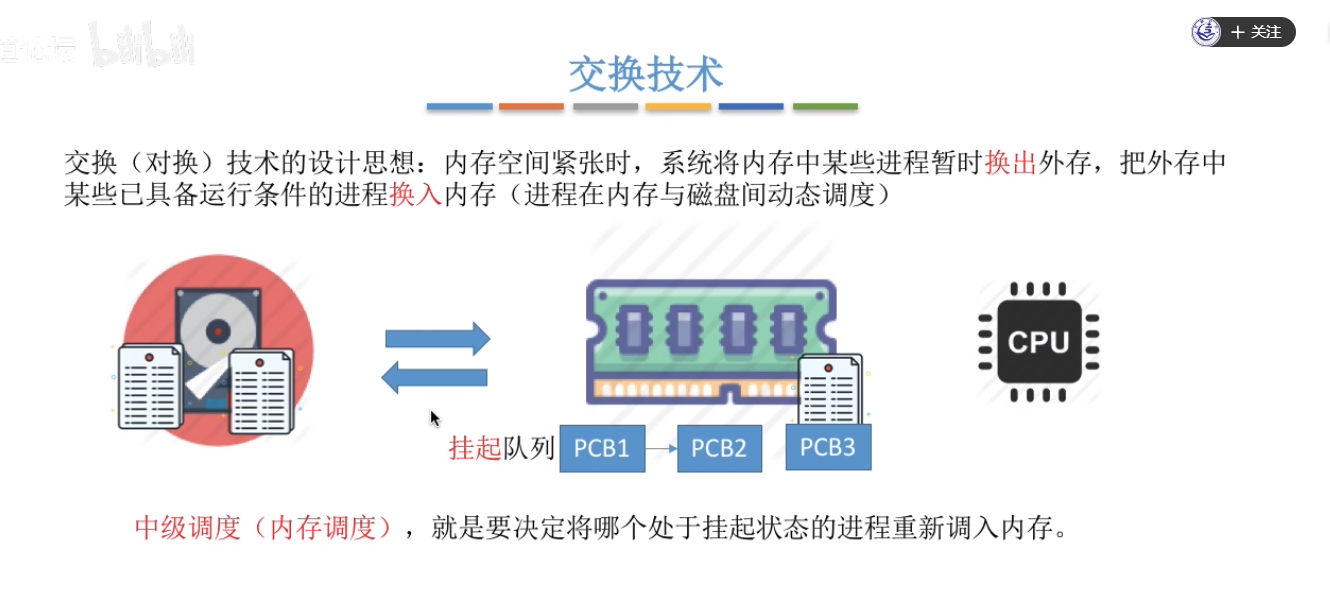 bilibili
+ 关注
交换技术
交换（对换）技术的设计思想：内存空间紧张时，系统将内存中某些进程暂时换出外存，把外存中
某些已具备运行条件的进程换入内存（进程在内存与磁盘间动态调度）
CPU
挂起队列 PCB1 PCB2 PCB3
中级调度（内存调度），就是要决定将哪个处于挂起状态的进程重新调入内存。